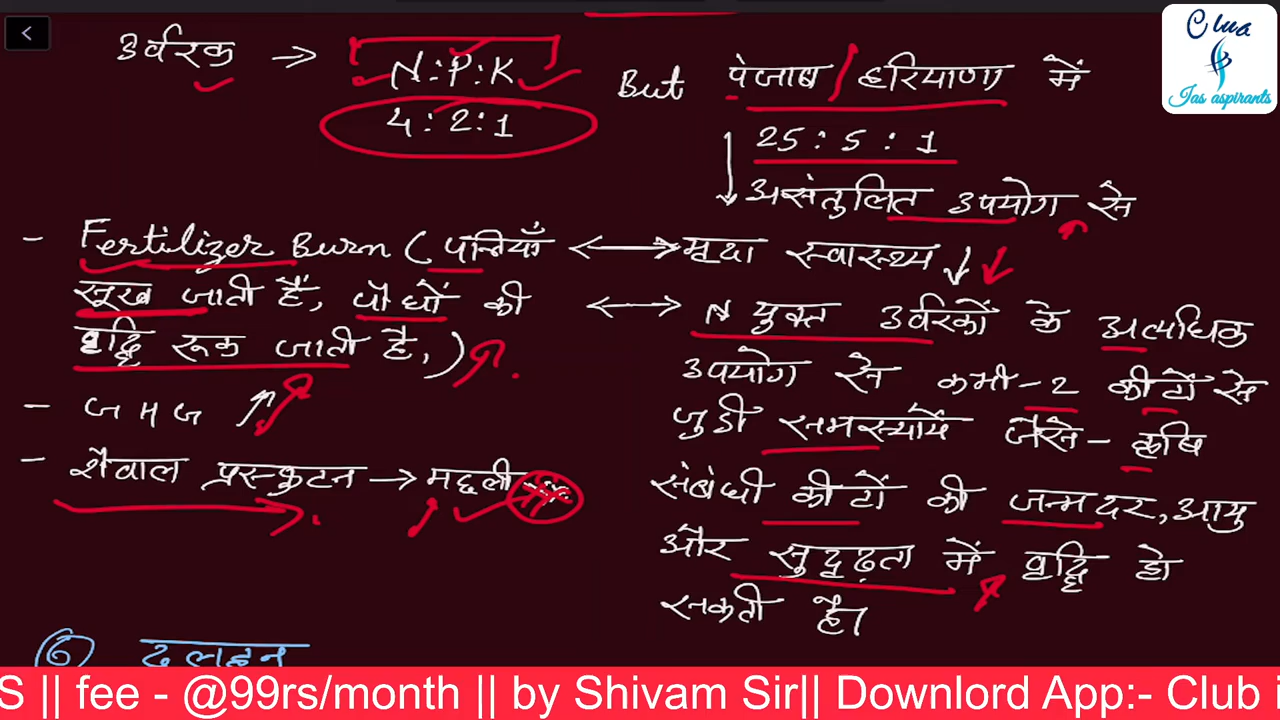 <
Club
Ias aspirants
उर्वरक → N:P:K
4:2:1
But पंजाब / हरियाणा में
25 : 5 : 1
↓ असंतुलित उपयोग से
- Fertilizer Burn (पत्तियाँ
सूख जाती हैं, पौधों की
वृद्धि रूक जाती है,)
- ↑
- शैवाल प्रस्फुटन → मछली
↔ मृदा स्वास्थ्य ↓
↔ N युक्त उर्वरकों के अत्यधिक
उपयोग से कभी-2 कीटों से
जुडी समस्यायें जैसे- कृषि
संबंधी कीटों की जन्मदर, आयु
और सुदृढ़ता में वृद्धि हो
सकती है।
6 दलहन
S || fee - @99rs/month || by Shivam Sir|| Downlord App:- Club i